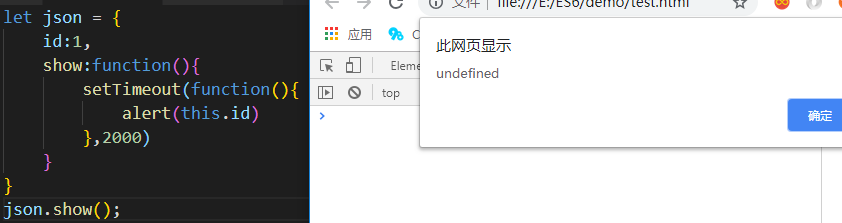 let json = {
id:1,
show:function(){
setTimeout(function(){
alert(this.id)
},2000)
}
}
json.show();
文件 file:///E:/ES6/demo/test.html
应用
此网页显示
undefined
确定
Eleme
top